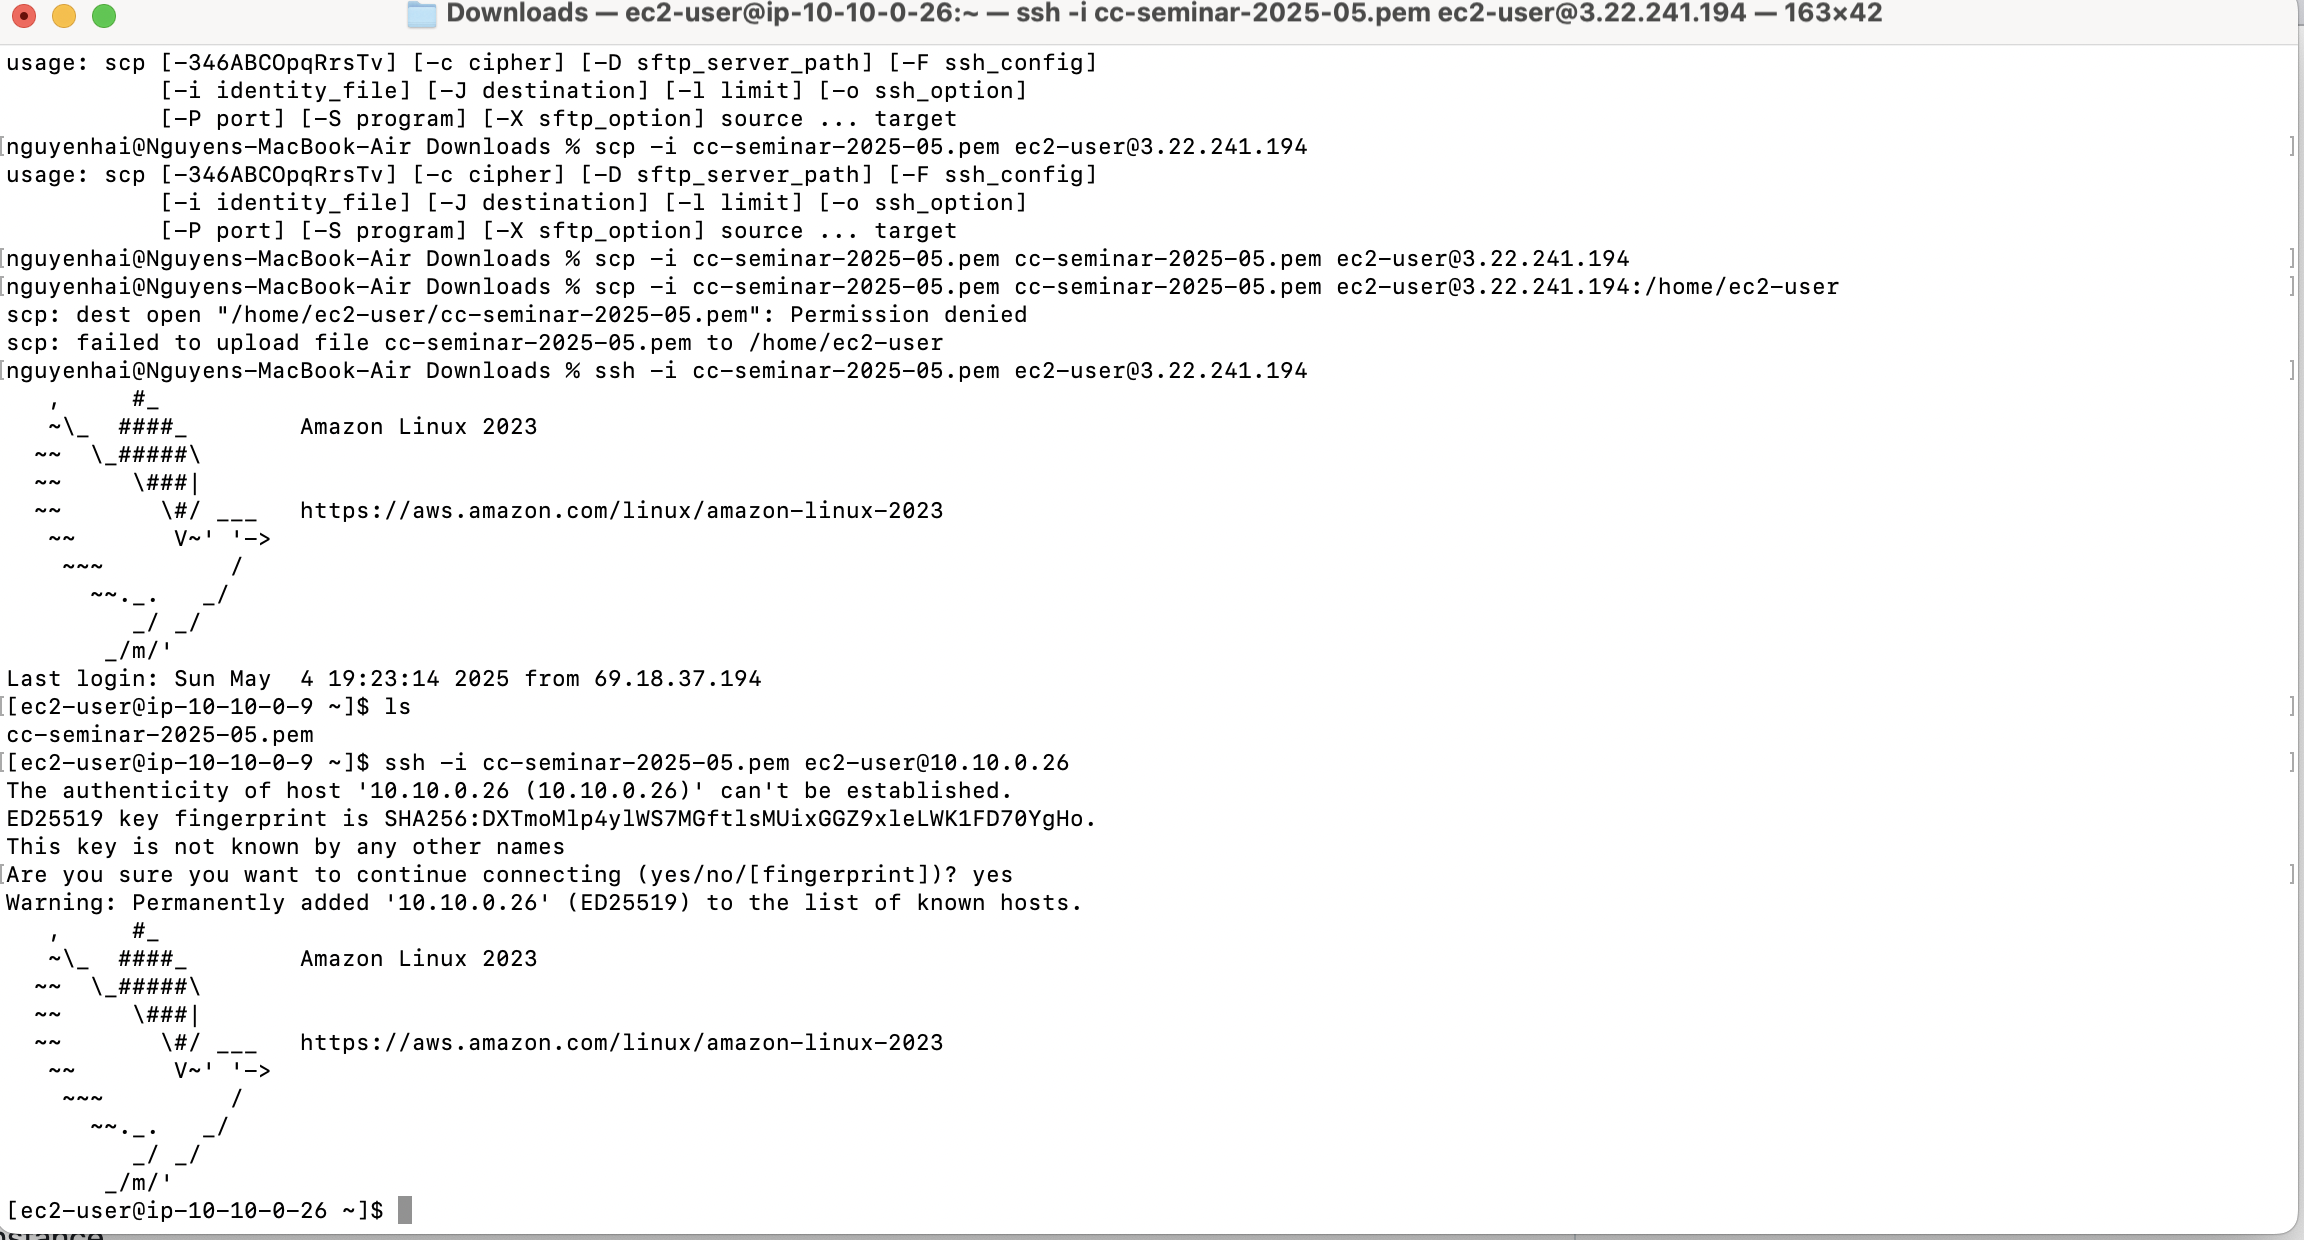 Downloads — ec2-user@ip-10-10-0-26:~ — ssh -i cc-seminar-2025-05.pem ec2-user@3.22.241.194 — 163×42
usage: scp [-346ABCOpqRrsTv] [-c cipher] [-D sftp_server_path] [-F ssh_config]
           [-i identity_file] [-J destination] [-l limit] [-o ssh_option]
           [-P port] [-S program] [-X sftp_option] source ... target
[nguyenhai@Nguyens-MacBook-Air Downloads % scp -i cc-seminar-2025-05.pem ec2-user@3.22.241.194 ]
usage: scp [-346ABCOpqRrsTv] [-c cipher] [-D sftp_server_path] [-F ssh_config]
           [-i identity_file] [-J destination] [-l limit] [-o ssh_option]
           [-P port] [-S program] [-X sftp_option] source ... target
[nguyenhai@Nguyens-MacBook-Air Downloads % scp -i cc-seminar-2025-05.pem cc-seminar-2025-05.pem ec2-user@3.22.241.194 ]
[nguyenhai@Nguyens-MacBook-Air Downloads % scp -i cc-seminar-2025-05.pem cc-seminar-2025-05.pem ec2-user@3.22.241.194:/home/ec2-user ]
scp: dest open "/home/ec2-user/cc-seminar-2025-05.pem": Permission denied
scp: failed to upload file cc-seminar-2025-05.pem to /home/ec2-user
[nguyenhai@Nguyens-MacBook-Air Downloads % ssh -i cc-seminar-2025-05.pem ec2-user@3.22.241.194 ]
   ,     #_
   ~\_  ####_        Amazon Linux 2023
  ~~  \_#####\
  ~~     \###|
  ~~       \#/ ___   https://aws.amazon.com/linux/amazon-linux-2023
   ~~       V~' '->
    ~~~         /
      ~~._.   _/
         _/ _/
       _/m/'
Last login: Sun May  4 19:23:14 2025 from 69.18.37.194
[[ec2-user@ip-10-10-0-9 ~]$ ls ]
cc-seminar-2025-05.pem
[[ec2-user@ip-10-10-0-9 ~]$ ssh -i cc-seminar-2025-05.pem ec2-user@10.10.0.26 ]
The authenticity of host '10.10.0.26 (10.10.0.26)' can't be established.
ED25519 key fingerprint is SHA256:DXTmoMlp4ylWS7MGftlsMUixGGZ9xleLWK1FD70YgHo.
This key is not known by any other names
[Are you sure you want to continue connecting (yes/no/[fingerprint])? yes ]
Warning: Permanently added '10.10.0.26' (ED25519) to the list of known hosts.
   ,     #_
   ~\_  ####_        Amazon Linux 2023
  ~~  \_#####\
  ~~     \###|
  ~~       \#/ ___   https://aws.amazon.com/linux/amazon-linux-2023
   ~~       V~' '->
    ~~~         /
      ~~._.   _/
         _/ _/
       _/m/'
[ec2-user@ip-10-10-0-26 ~]$